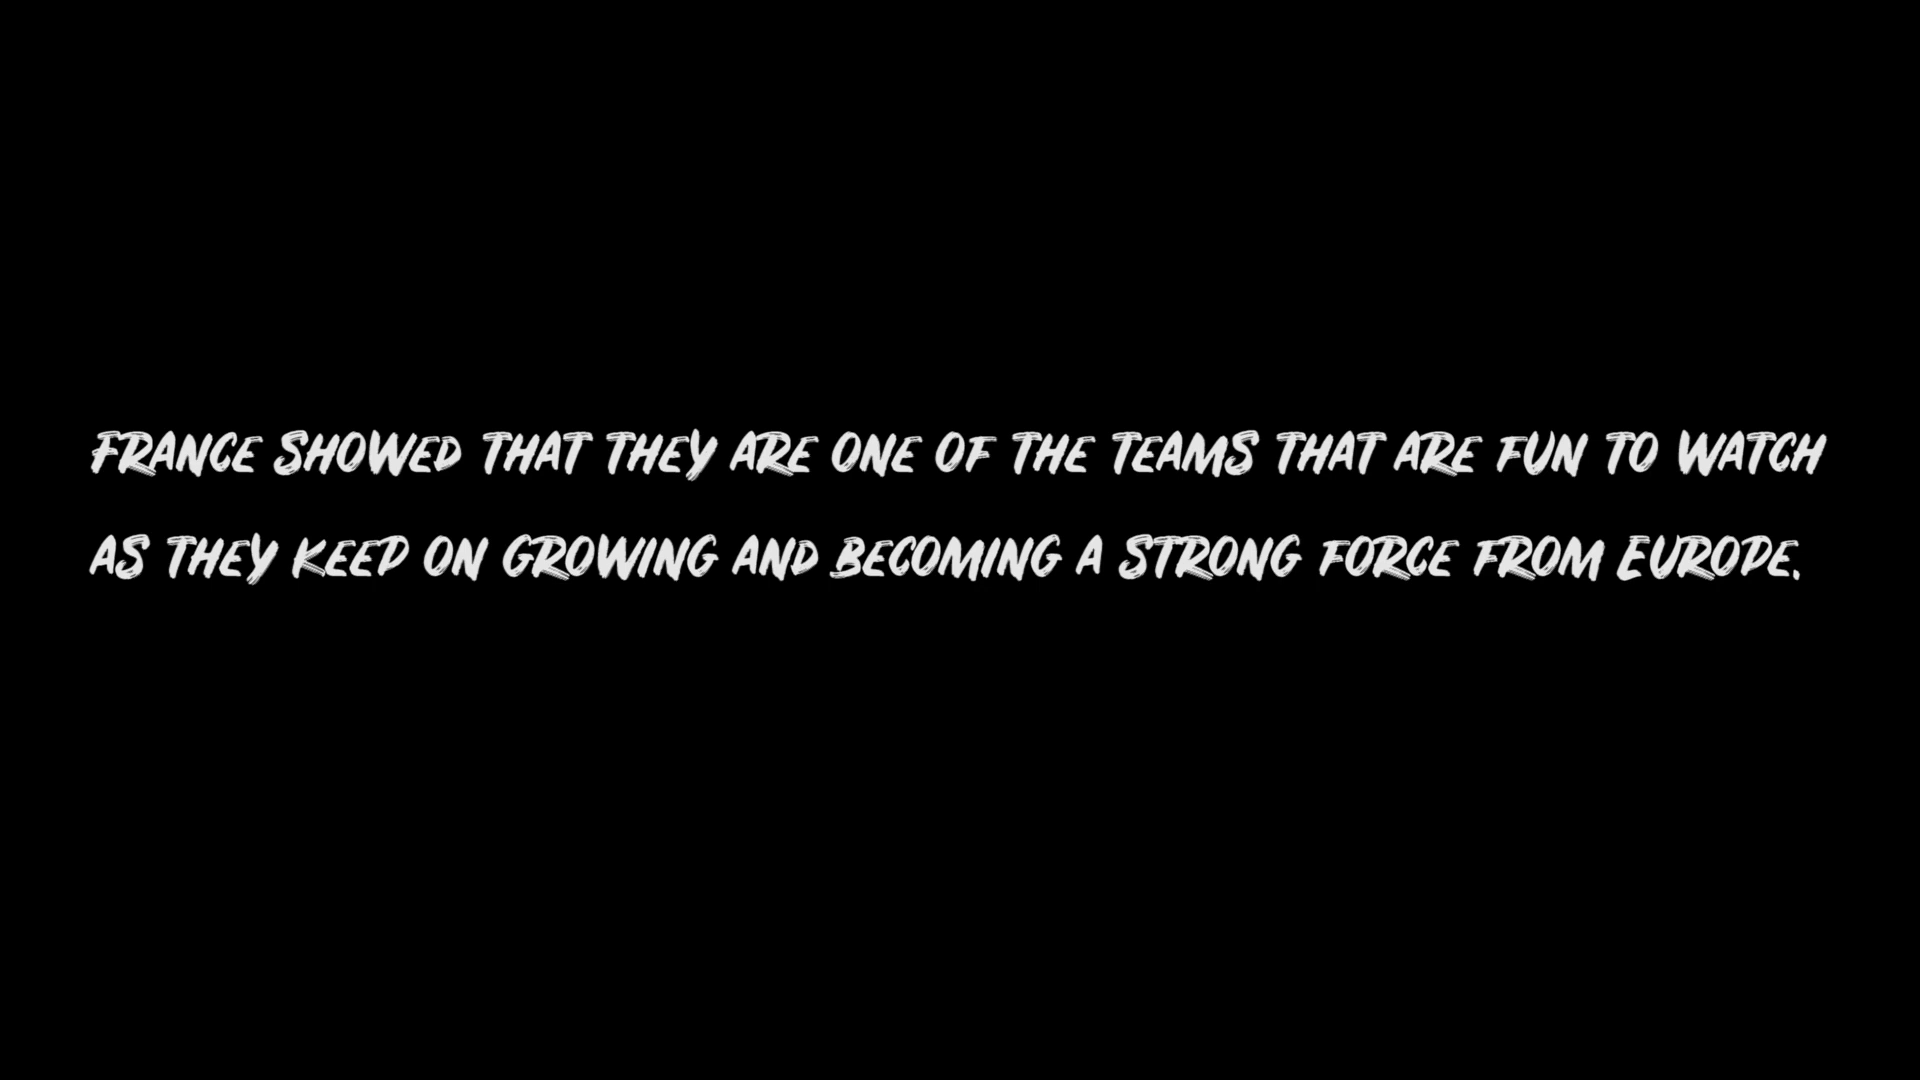 FRANCE SHOWED THAT THEY ARE ONE OF THE TEAMS THAT ARE FUN TO WATCH
AS THEY KEEP ON GROWING AND BECOMING A STRONG FORCE FROM EUROPE.